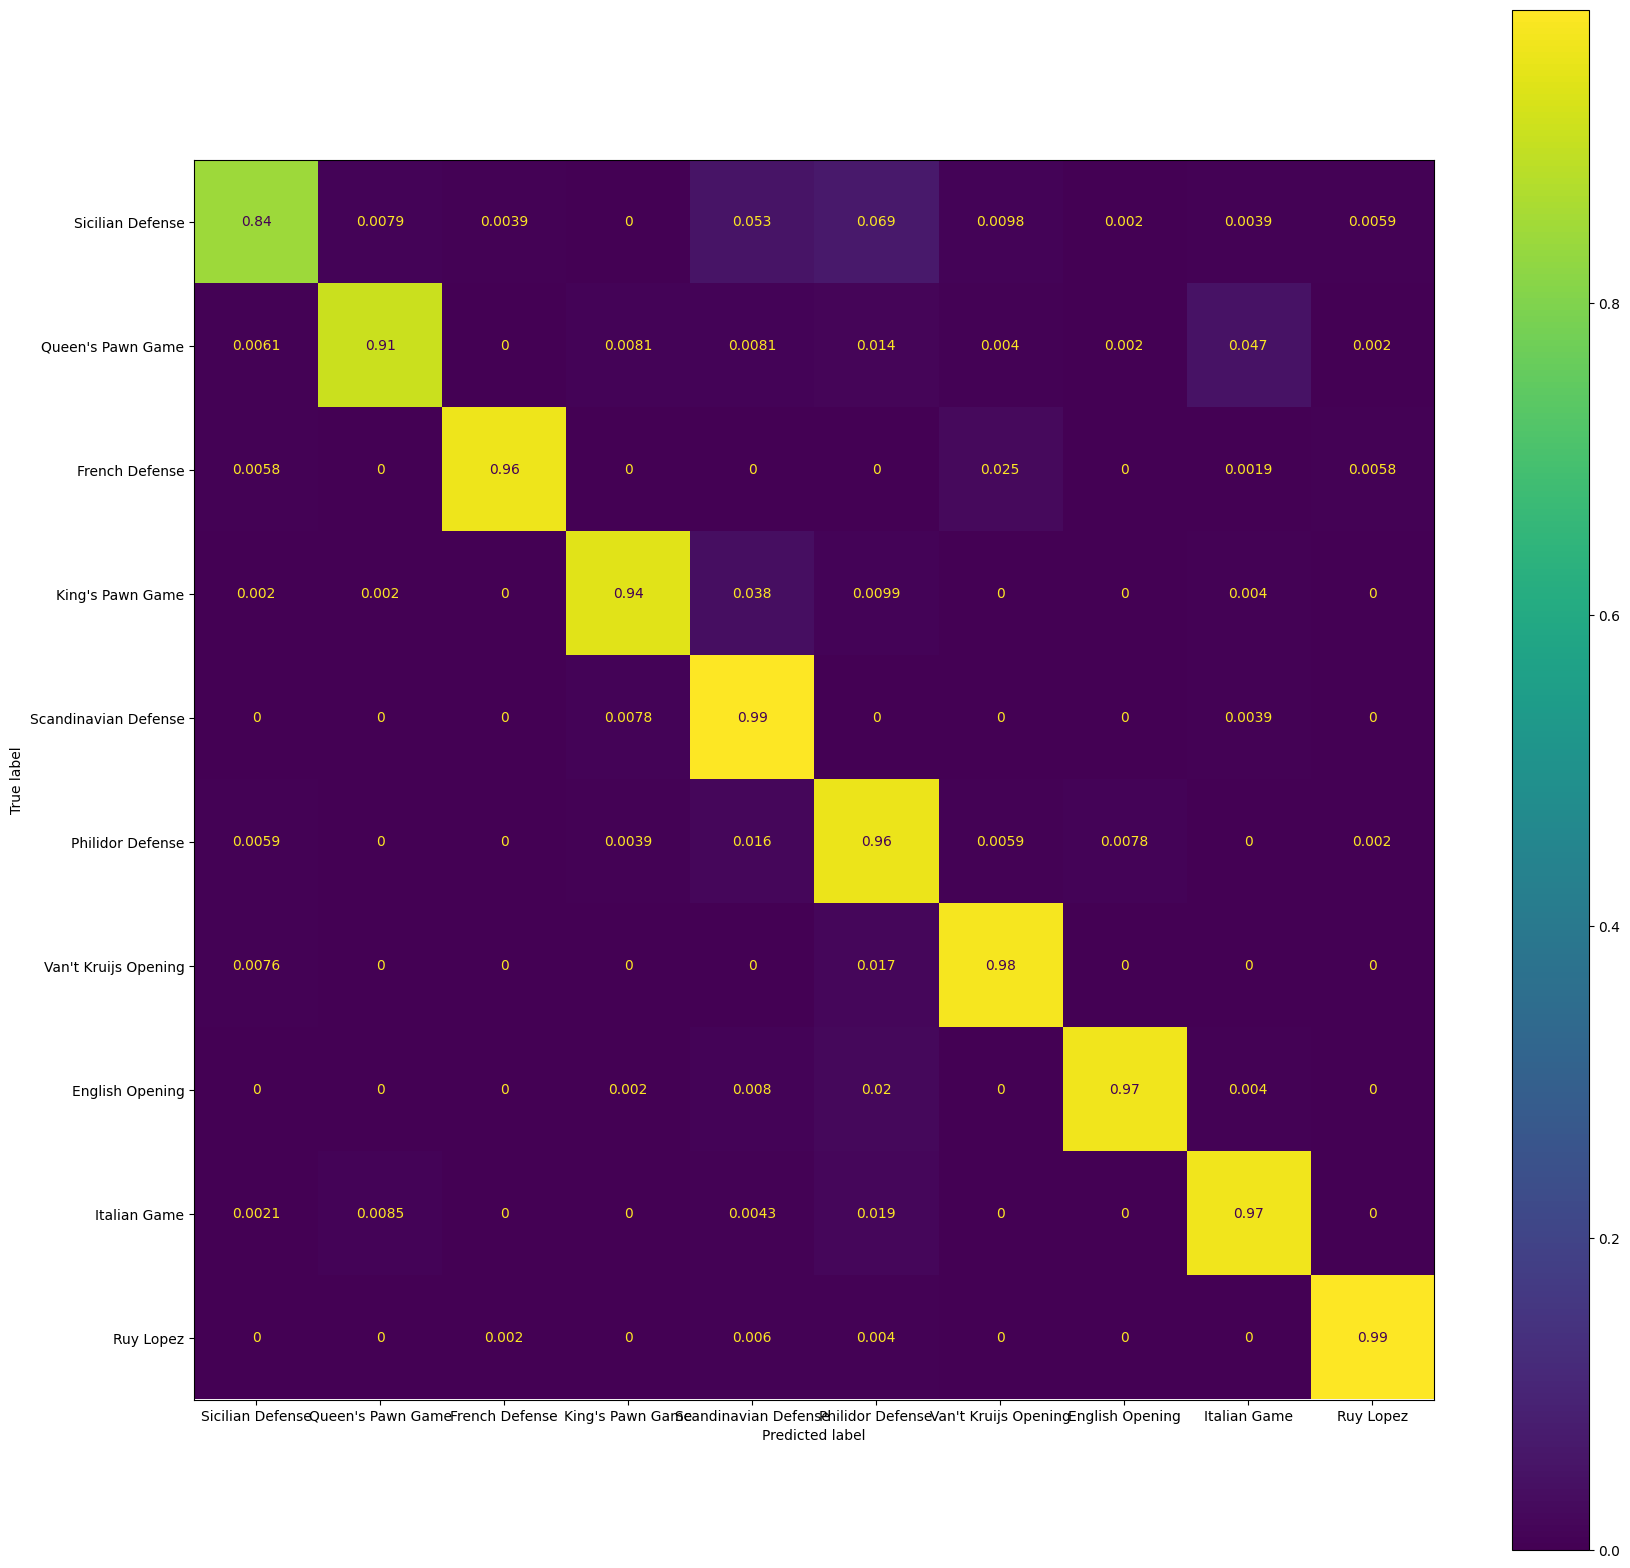 Sicilian Defense 0.84 0.0079 0.0039 0 0.053 0.069 0.0098 0.002 0.0039 0.0059
0.8
Queen's Pawn Game 0.0061 0.91 0 0.0081 0.0081 0.014 0.004 0.002 0.047 0.002
French Defense 0.0058 0 0.96 0 0 0 0.025 0 0.0019 0.0058
King's Pawn Game 0.002 0.002 0 0.94 0.038 0.0099 0 0 0.004 0
0.6
Scandinavian Defense 0 0 0 0.0078 0.99 0 0 0 0.0039 0
True label
Philidor Defense 0.0059 0 0 0.0039 0.016 0.96 0.0059 0.0078 0 0.002
0.4
Van't Kruijs Opening 0.0076 0 0 0 0 0.017 0.98 0 0 0
English Opening 0 0 0 0.002 0.008 0.02 0 0.97 0.004 0
Italian Game 0.0021 0.0085 0 0 0.0043 0.019 0 0 0.97 0
0.2
Ruy Lopez 0 0 0.002 0 0.006 0.004 0 0 0 0.99
Sicilian Defense Queen's Pawn Game French Defense King's Pawn Game Scandinavian Defense Philidor Defense Van't Kruijs Opening English Opening Italian Game Ruy Lopez
Predicted label
0.0